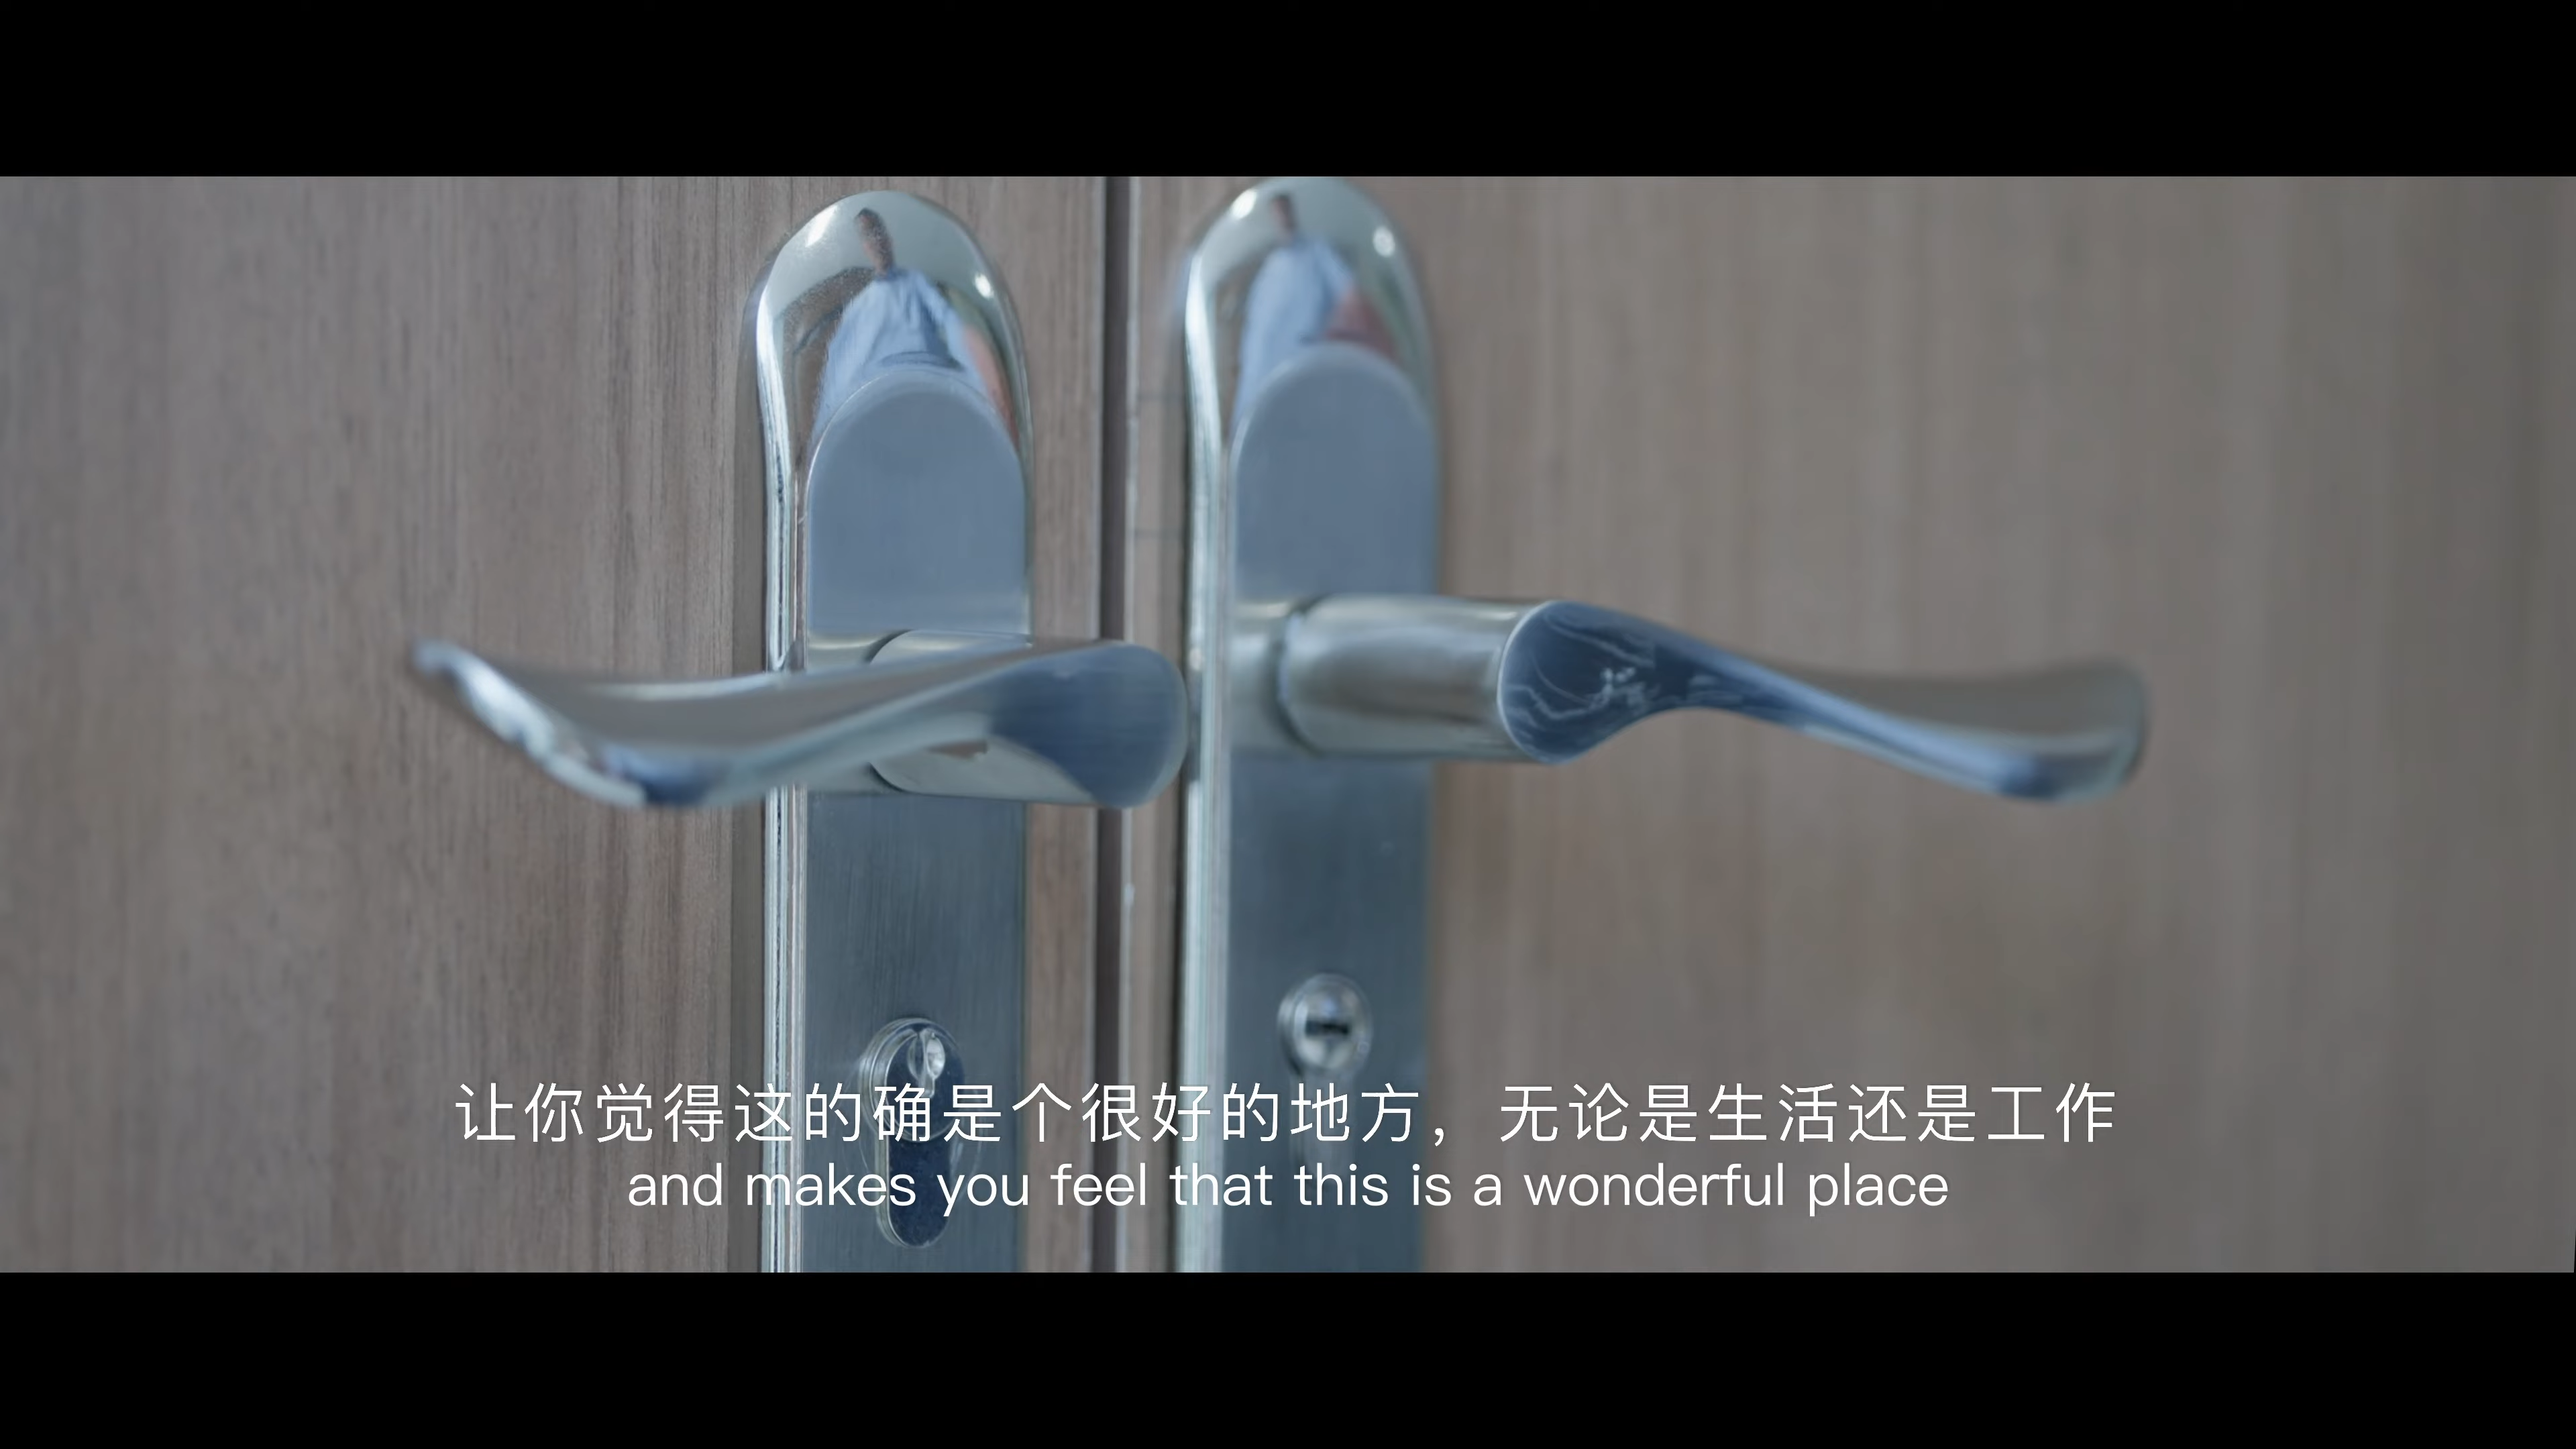 让你觉得这的确是个很好的地方，无论是生活还是工作
and makes you feel that this is a wonderful place